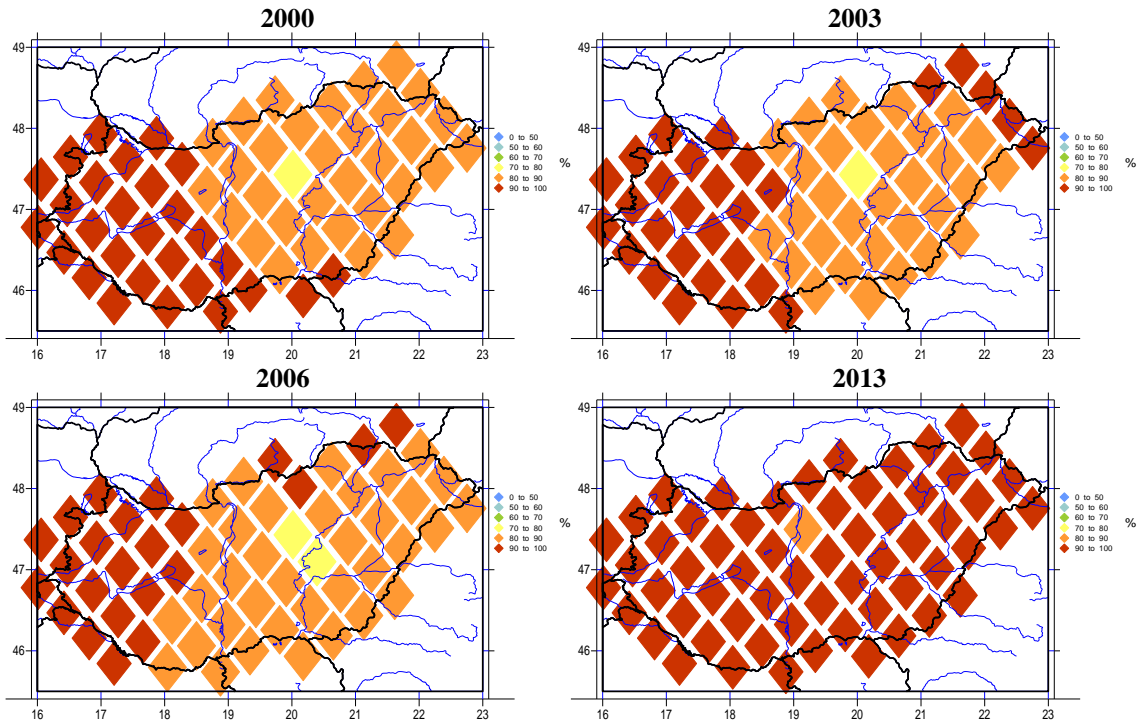 2000
49
48
47
46
16 17 18 19 20 21 22 23
0 to 50
50 to 60
60 to 70
70 to 80
80 to 90
90 to 100
%
2003
49
48
47
46
16 17 18 19 20 21 22 23
0 to 50
50 to 60
60 to 70
70 to 80
80 to 90
90 to 100
%
2006
49
48
47
46
16 17 18 19 20 21 22 23
0 to 50
50 to 60
60 to 70
70 to 80
80 to 90
90 to 100
%
2013
49
48
47
46
16 17 18 19 20 21 22 23
0 to 50
50 to 60
60 to 70
70 to 80
80 to 90
90 to 100
%